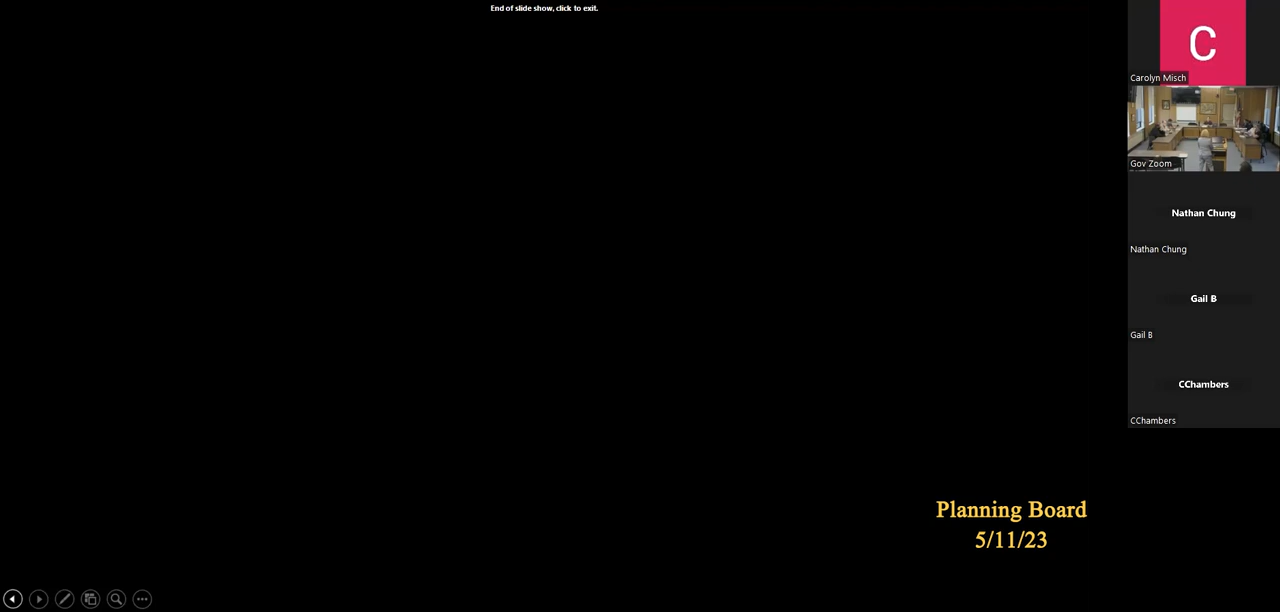 End of slide show, click to exit.
C
Carolyn Misch
Gov Zoom
Nathan Chung
Nathan Chung
Gail B
Gail B
CChambers
CChambers
Planning Board
5/11/23